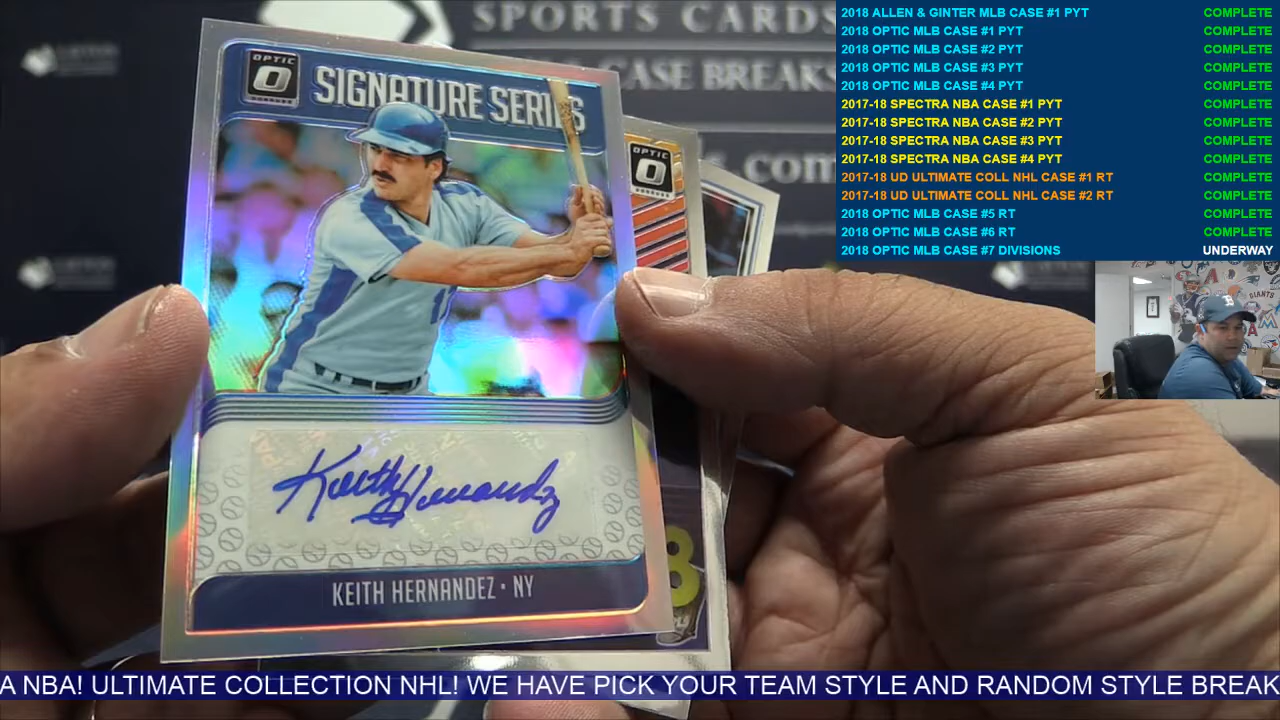 SPORTS CARDS
CASE BREAKS
com
2018 ALLEN & GINTER MLB CASE #1 PYT COMPLETE
2018 OPTIC MLB CASE #1 PYT COMPLETE
2018 OPTIC MLB CASE #2 PYT COMPLETE
2018 OPTIC MLB CASE #3 PYT COMPLETE
2018 OPTIC MLB CASE #4 PYT COMPLETE
2017-18 SPECTRA NBA CASE #1 PYT COMPLETE
2017-18 SPECTRA NBA CASE #2 PYT COMPLETE
2017-18 SPECTRA NBA CASE #3 PYT COMPLETE
2017-18 SPECTRA NBA CASE #4 PYT COMPLETE
2017-18 UD ULTIMATE COLL NHL CASE #1 RT COMPLETE
2017-18 UD ULTIMATE COLL NHL CASE #2 RT COMPLETE
2018 OPTIC MLB CASE #5 RT COMPLETE
2018 OPTIC MLB CASE #6 RT COMPLETE
2018 OPTIC MLB CASE #7 DIVISIONS UNDERWAY
OPTIC
SIGNATURE SERIES
OPTIC
GIANTS
Keith Hernandez
KEITH HERNANDEZ • NY
8
A NBA! ULTIMATE COLLECTION NHL! WE HAVE PICK YOUR TEAM STYLE AND RANDOM STYLE BREAK